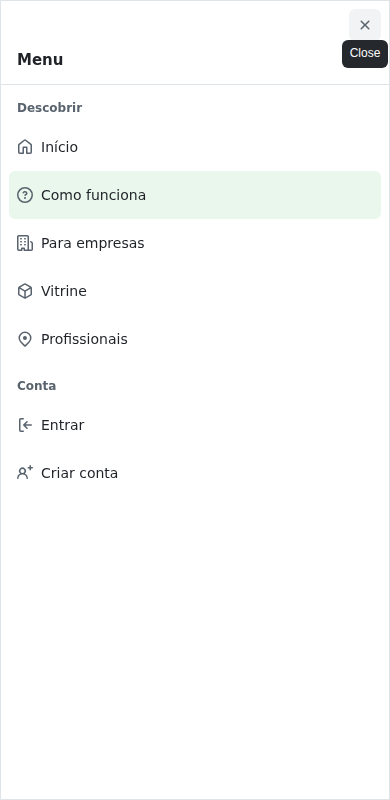 Close
Menu
Descobrir
Início
Como funciona
Para empresas
Vitrine
Profissionais
Conta
Entrar
Criar conta